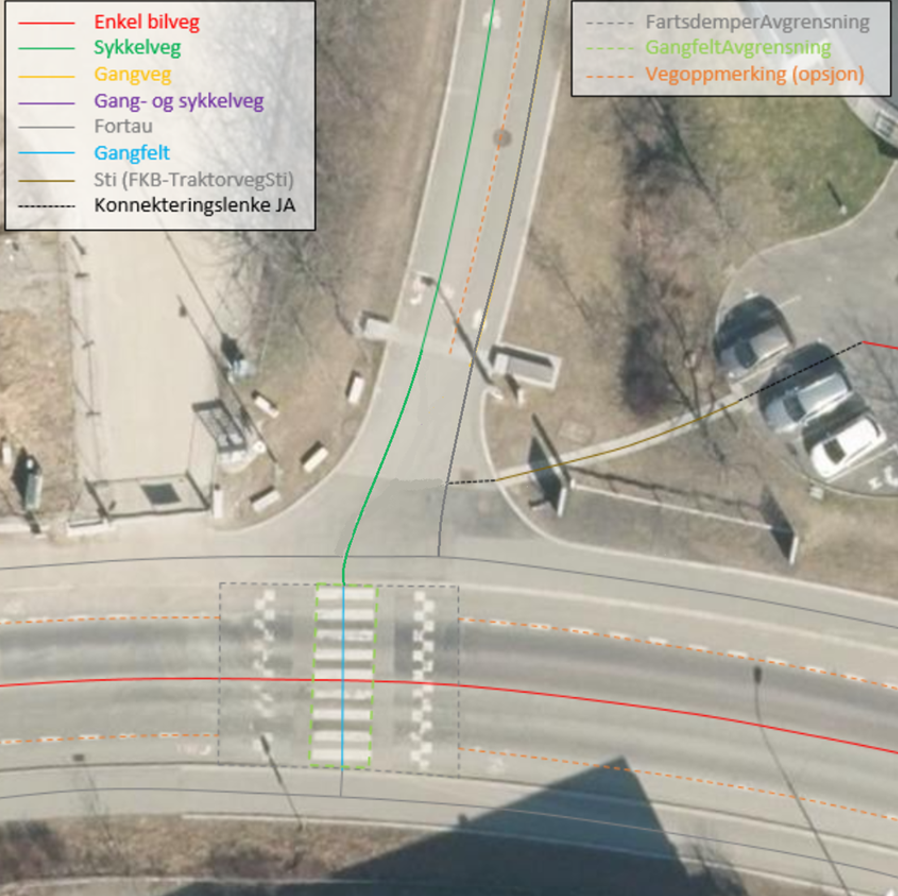 Enkel bilveg
Sykkelveg
Gangveg
Gang- og sykkelveg
Fortau
Gangfelt
Sti (FKB-TraktorvegSti)
Konnekteringslenke JA
FartsdemperAvgrensning
GangfeltAvgrensning
Vegoppmerking (opsjon)